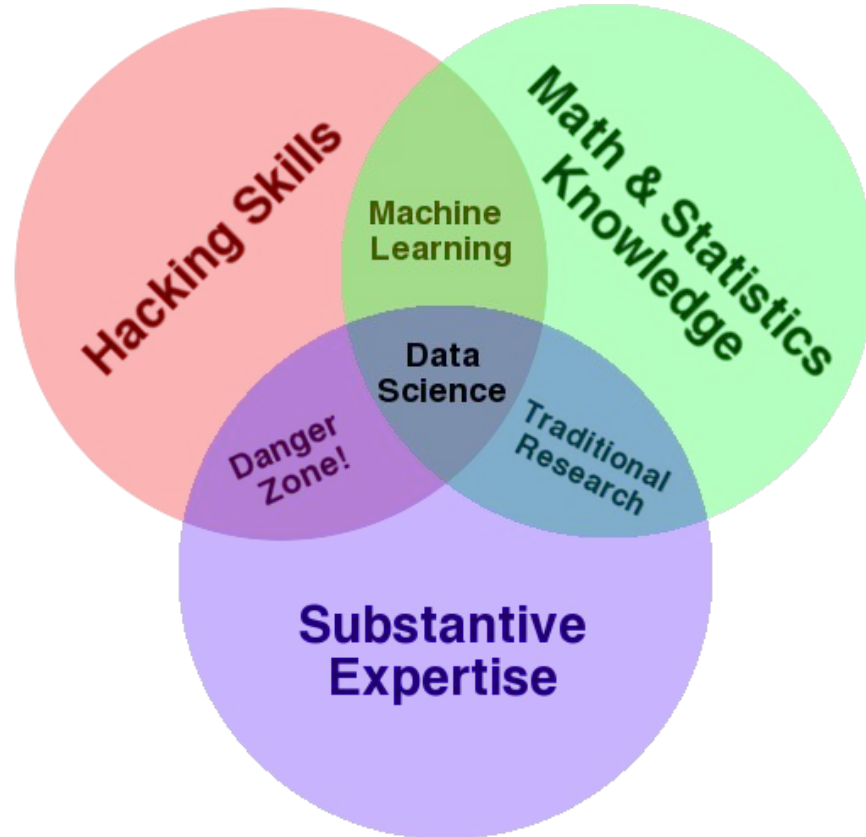 Hacking Skills
Math & Statistics
Knowledge
Machine
Learning
Data
Science
Danger
Zone!
Traditional
Research
Substantive
Expertise